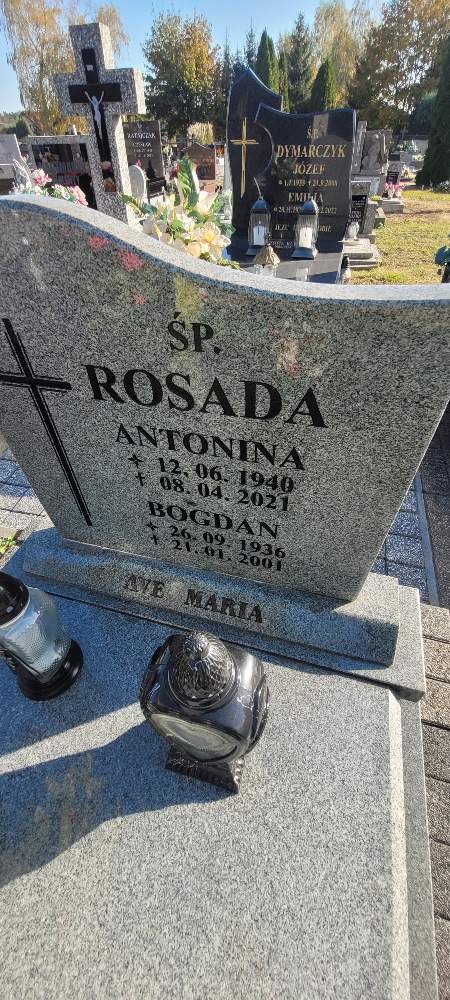 ŚP.
ROSADA
ANTONINA
* 12. 06. 1940
† 08. 04. 2021
BOGDAN
* 26. 09. 1936
† 21. 01. 2001
AVE MARIA
ŚP.
DYMARCZYK
JÓZEF
EMILIA